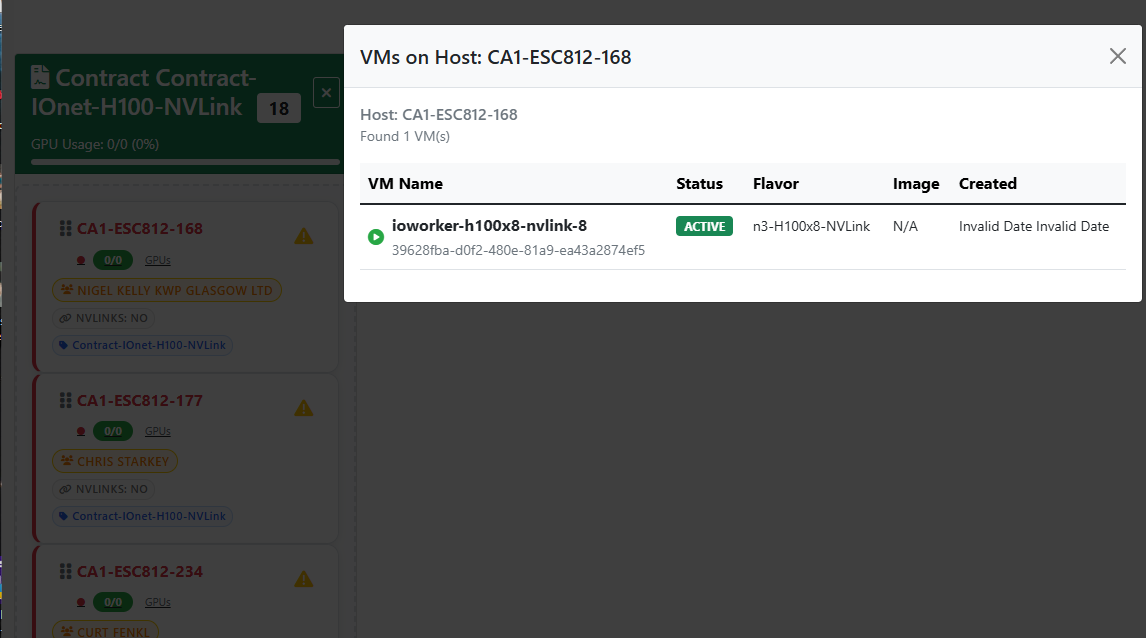 Contract Contract-
IOnet-H100-NVLink 18
GPU Usage: 0/0 (0%)
CA1-ESC812-168
0/0 GPUs
NIGEL KELLY KWP GLASGOW LTD
NVLINKS: NO
Contract-IOnet-H100-NVLink
CA1-ESC812-177
0/0 GPUs
CHRIS STARKEY
NVLINKS: NO
Contract-IOnet-H100-NVLink
CA1-ESC812-234
0/0 GPUs
CURT FENKL
VMs on Host: CA1-ESC812-168
Host: CA1-ESC812-168
Found 1 VM(s)
VM Name Status Flavor Image Created
ioworker-h100x8-nvlink-8 ACTIVE n3-H100x8-NVLink N/A Invalid Date Invalid Date
39628fba-d0f2-480e-81a9-ea43a2874ef5